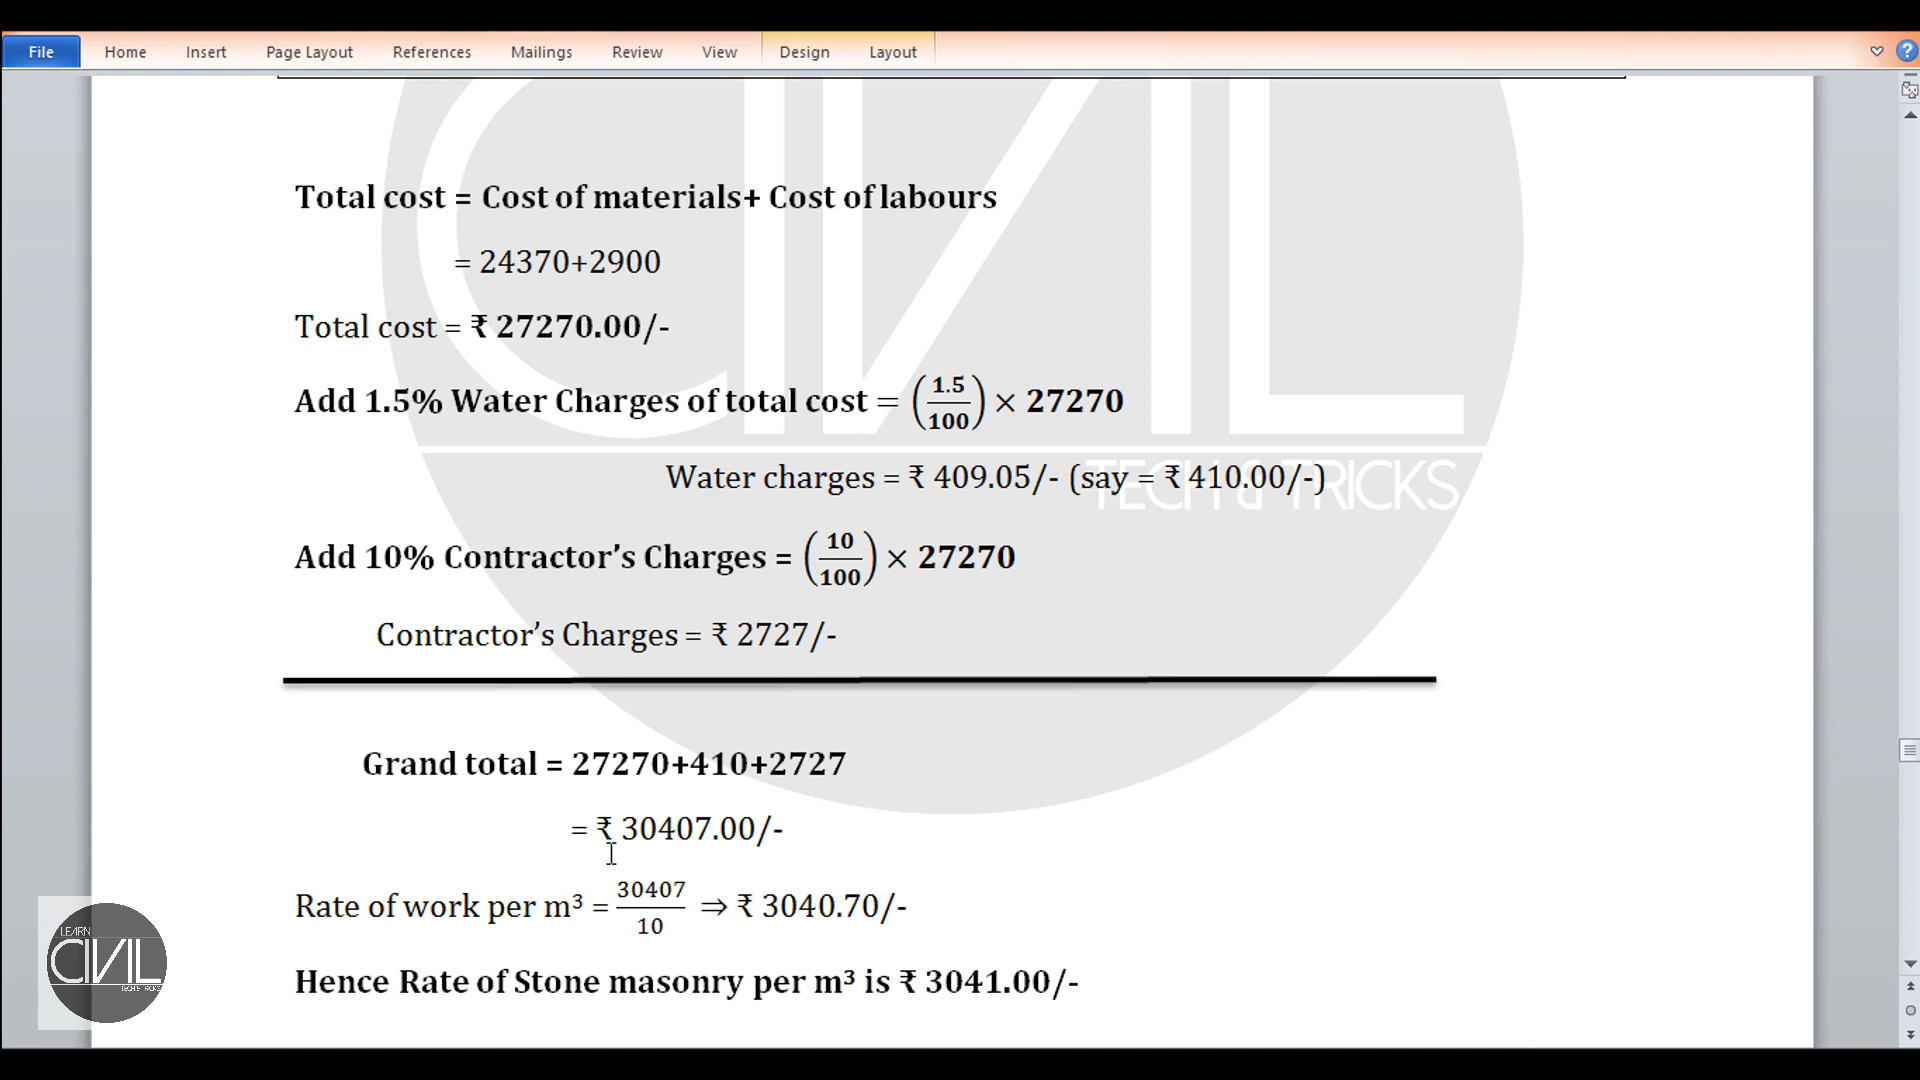 File Home Insert Page Layout References Mailings Review View Design Layout
Total cost = Cost of materials+ Cost of labours
= 24370+2900
Total cost = ₹ 27270.00/-
Add 1.5% Water Charges of total cost = (1.5/100) × 27270
Water charges = ₹ 409.05/- (say = ₹ 410.00/-)
Add 10% Contractor’s Charges = (10/100) × 27270
Contractor’s Charges = ₹ 2727/-
Grand total = 27270+410+2727
= ₹ 30407.00/-
Rate of work per m³ = 30407/10 ⇒ ₹ 3040.70/-
Hence Rate of Stone masonry per m³ is ₹ 3041.00/-
CIVIL
TECH & TRICKS
LEARN
CIVIL
TECH & TRICKS